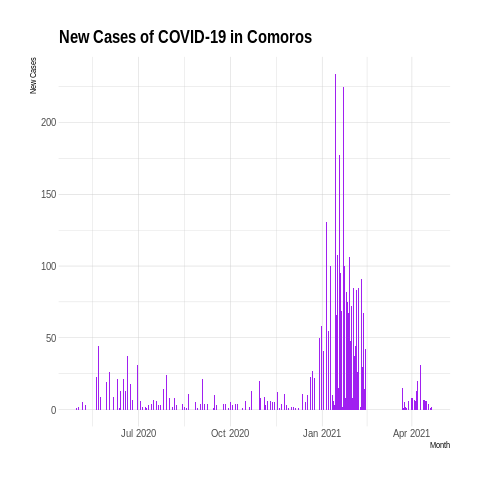 New Cases of COVID-19 in Comoros
New Cases
200
150
100
50
0
Jul 2020
Oct 2020
Jan 2021
Apr 2021
Month